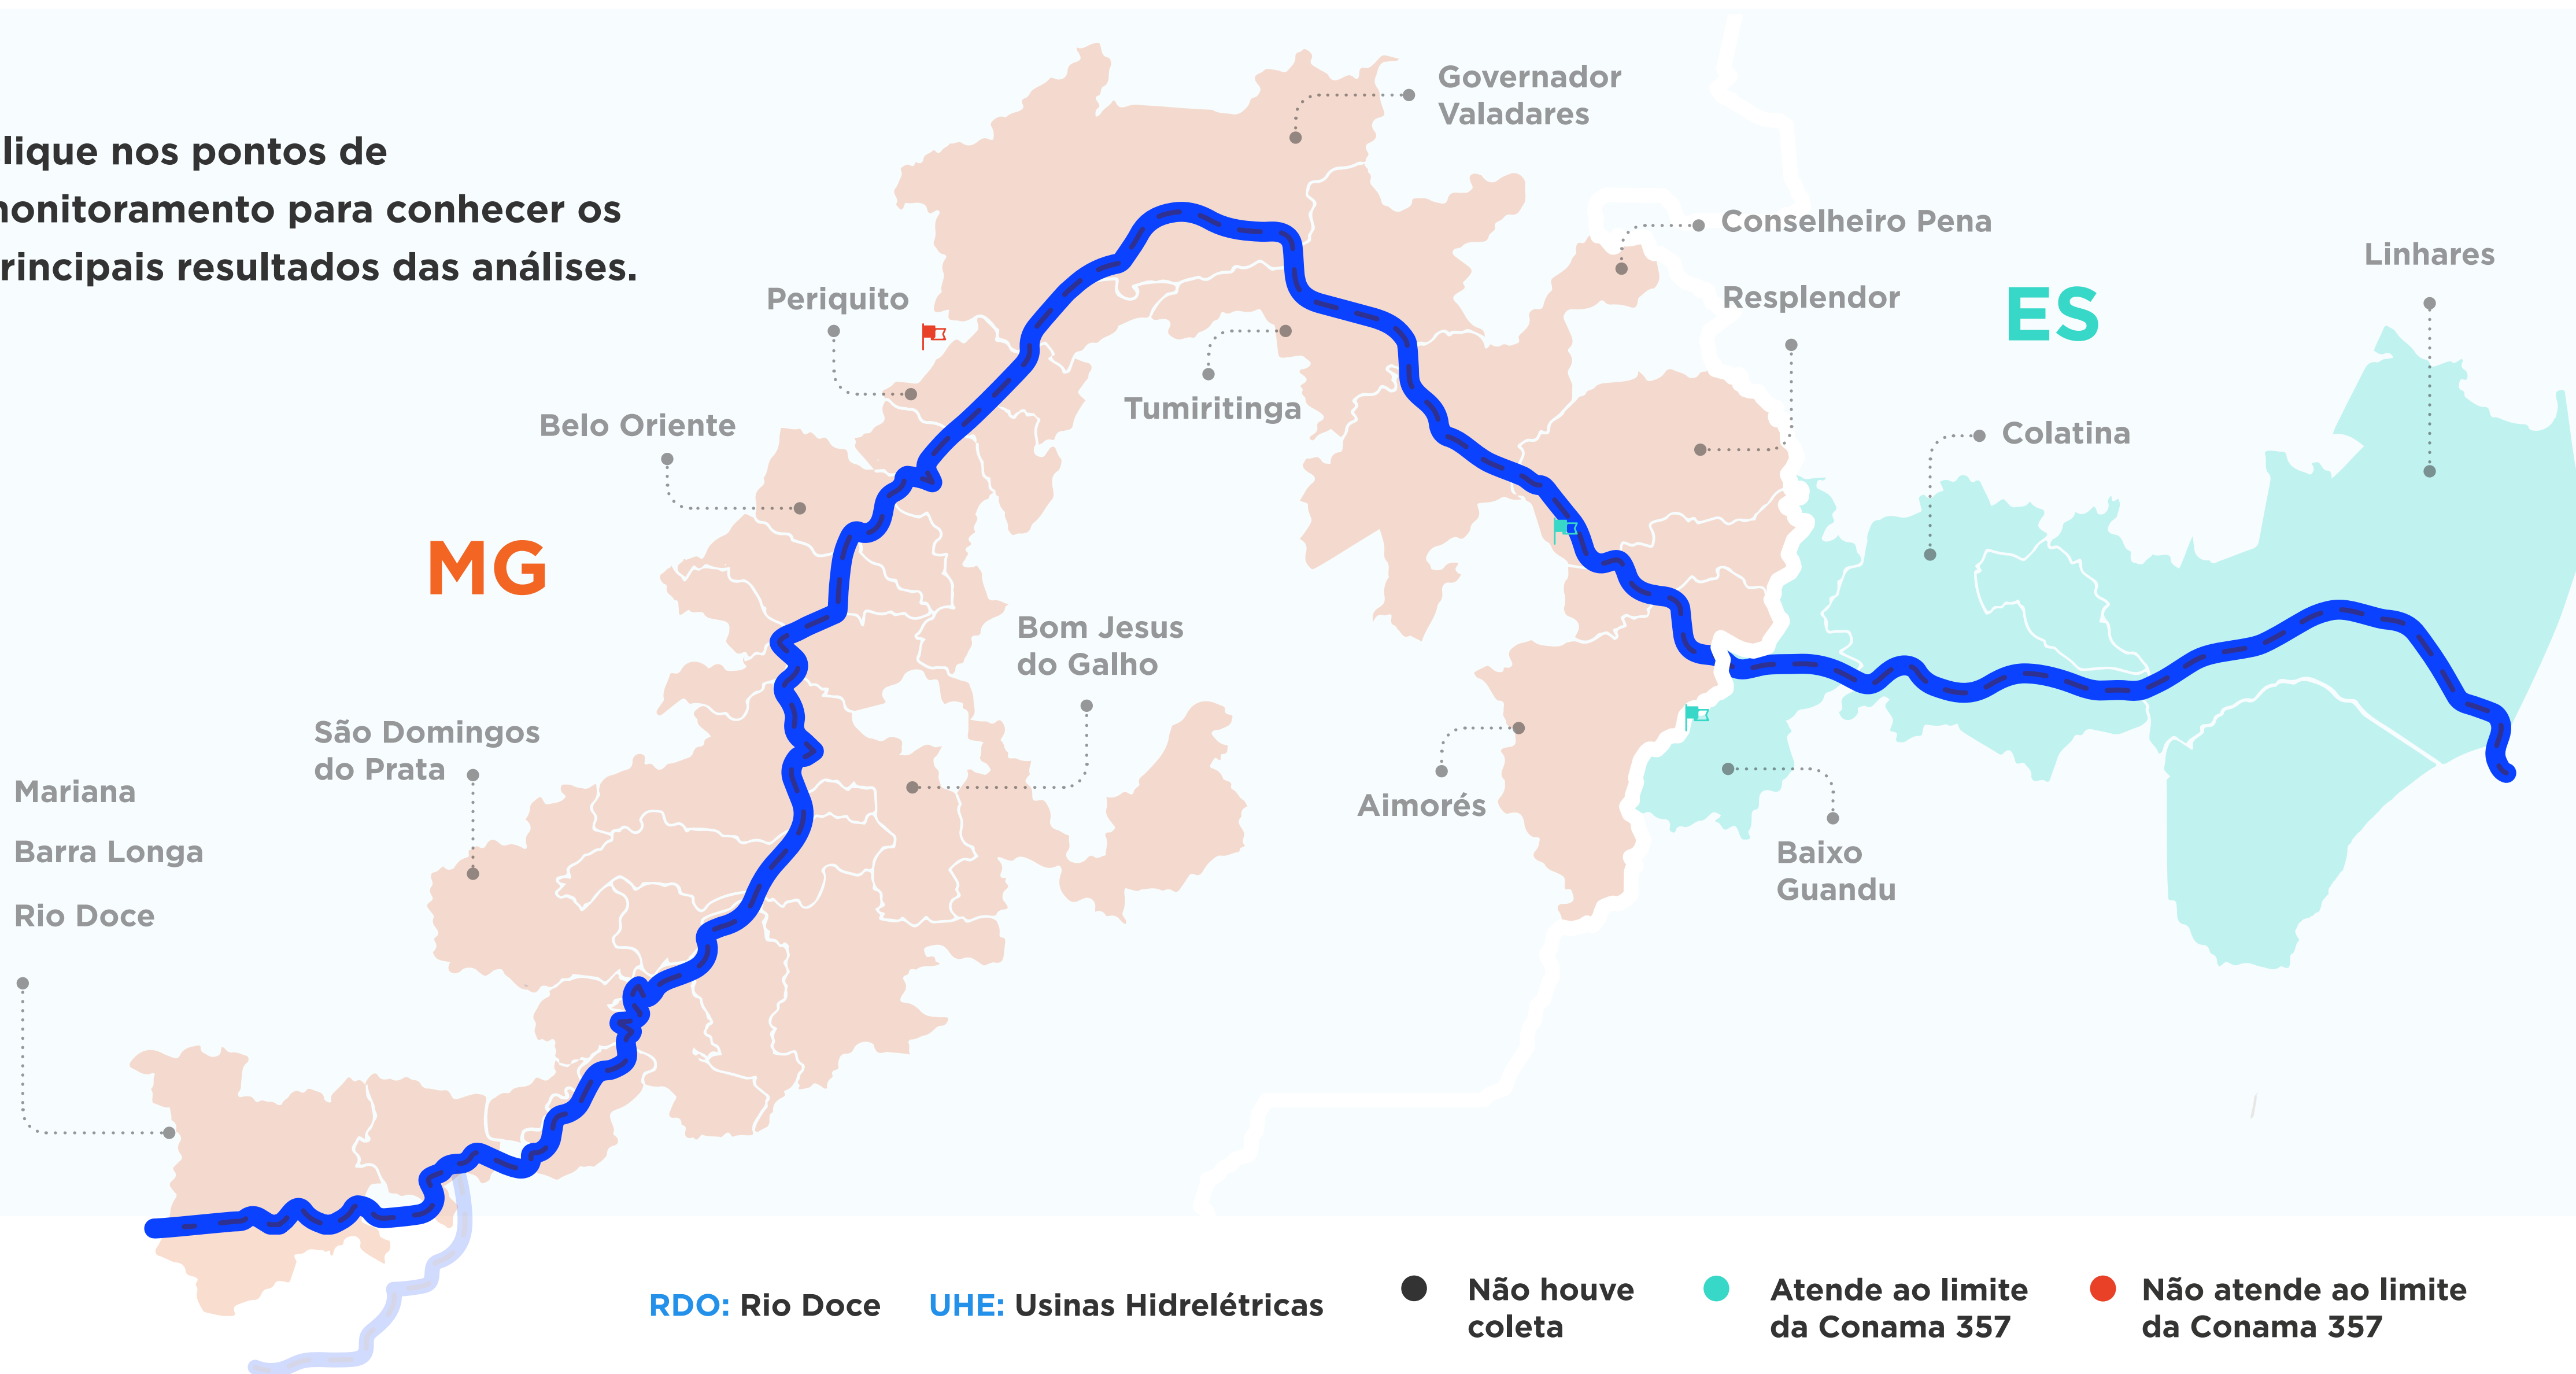 lique nos pontos de
onitoramento para conhecer os
rincipais resultados das análises.
Governador
Valadares
Conselheiro Pena
Resplendor
Linhares
ES
Periquito
Tumiritinga
Belo Oriente
Colatina
MG
Bom Jesus
do Galho
São Domingos
do Prata
Mariana
Barra Longa
Rio Doce
Aimorés
Baixo
Guandu
RDO: Rio Doce
UHE: Usinas Hidrelétricas
Não houve
coleta
Atende ao limite
da Conama 357
Não atende ao limite
da Conama 357